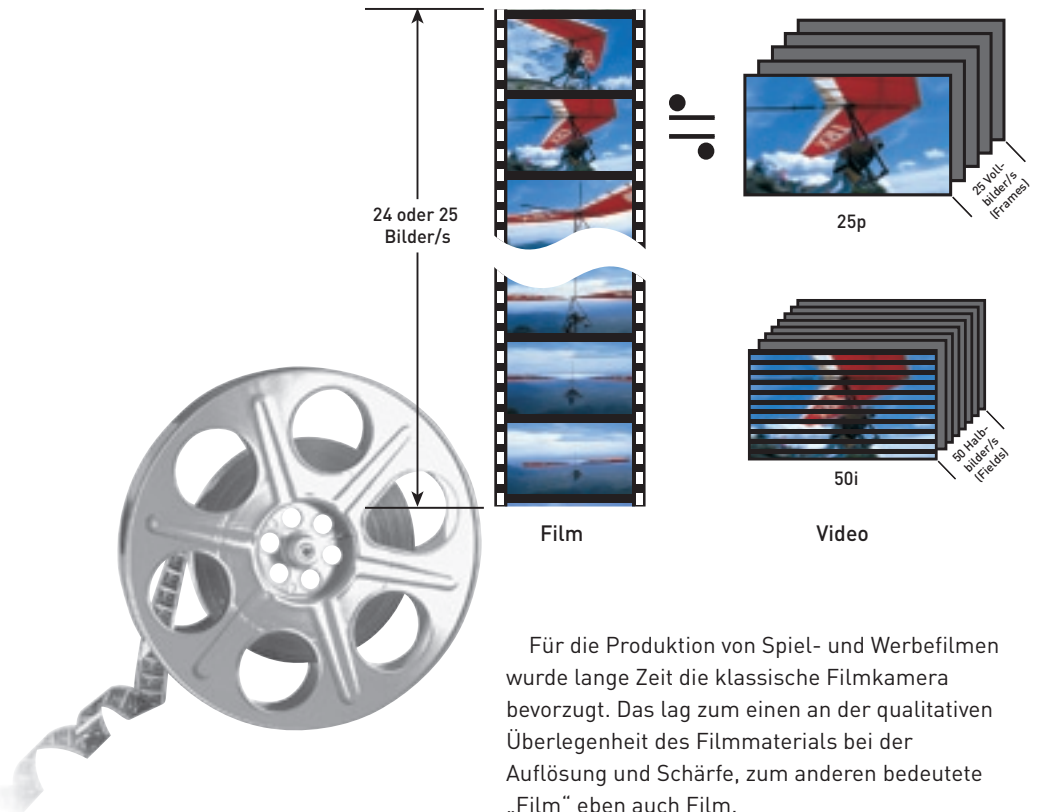 24 oder 25
Bilder/s
25 Voll-
bilder/s
(Frames)
25p
50 Halb-
bilder/s
(Fields)
50i
Film
Video
Für die Produktion von Spiel- und Werbefilmen
wurde lange Zeit die klassische Filmkamera
bevorzugt. Das lag zum einen an der qualitativen
Überlegenheit des Filmmaterials bei der
Auflösung und Schärfe, zum anderen bedeutete
„Film“ eben auch Film.